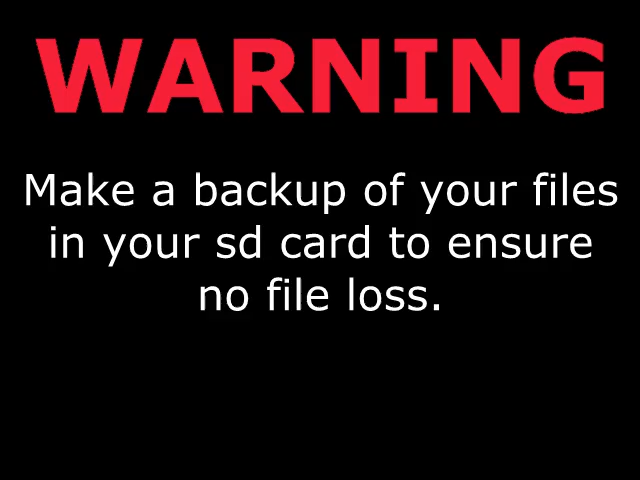 WARNING
Make a backup of your files
in your sd card to ensure
no file loss.